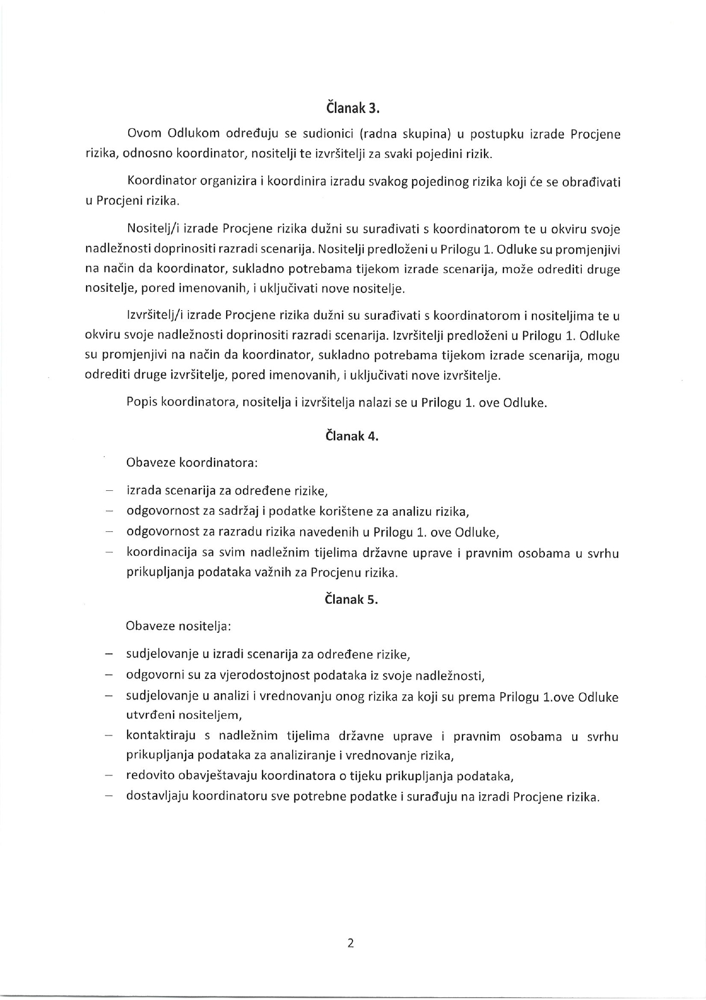 Članak 3.
Ovom Odlukom određuju se sudionici (radna skupina) u postupku izrade Procjene
rizika, odnosno koordinator, nositelji te izvršitelji za svaki pojedini rizik.
Koordinator organizira i koordinira izradu svakog pojedinog rizika koji će se obrađivati
u Procjeni rizika.
Nositelj/i izrade Procjene rizika dužni su surađivati s koordinatorom te u okviru svoje
nadležnosti doprinositi razradi scenarija. Nositelji predloženi u Prilogu 1. Odluke su promjenjivi
na način da koordinator, sukladno potrebama tijekom izrade scenarija, može odrediti druge
nositelje, pored imenovanih, i uključivati nove nositelje.
Izvršitelj/i izrade Procjene rizika dužni su surađivati s koordinatorom i nositeljima te u
okviru svoje nadležnosti doprinositi razradi scenarija. Izvršitelji predloženi u Prilogu 1. Odluke
su promjenjivi na način da koordinator, sukladno potrebama tijekom izrade scenarija, mogu
odrediti druge izvršitelje, pored imenovanih, i uključivati nove izvršitelje.
Popis koordinatora, nositelja i izvršitelja nalazi se u Prilogu 1. ove Odluke.
Članak 4.
Obaveze koordinatora:
– izrada scenarija za određene rizike,
– odgovornost za sadržaj i podatke korištene za analizu rizika,
– odgovornost za razradu rizika navedenih u Prilogu 1. ove Odluke,
– koordinacija sa svim nadležnim tijelima državne uprave i pravnim osobama u svrhu
prikupljanja podataka važnih za Procjenu rizika.
Članak 5.
Obaveze nositelja:
– sudjelovanje u izradi scenarija za određene rizike,
– odgovorni su za vjerodostojnost podataka iz svoje nadležnosti,
– sudjelovanje u analizi i vrednovanju onog rizika za koji su prema Prilogu 1.ove Odluke
utvrđeni nositeljem,
– kontaktiraju s nadležnim tijelima državne uprave i pravnim osobama u svrhu
prikupljanja podataka za analiziranje i vrednovanje rizika,
– redovito obavještavaju koordinatora o tijeku prikupljanja podataka,
– dostavljaju koordinatoru sve potrebne podatke i surađuju na izradi Procjene rizika.
2